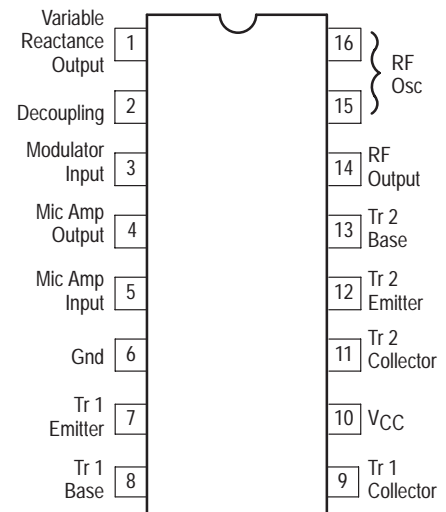 Variable
Reactance
Output
1
Decoupling
2
Modulator
Input
3
Mic Amp
Output
4
Mic Amp
Input
5
Gnd
6
Tr 1
Emitter
7
Tr 1
Base
8
16
RF
Osc
15
14
RF
Output
13
Tr 2
Base
12
Tr 2
Emitter
11
Tr 2
Collector
10
VCC
9
Tr 1
Collector